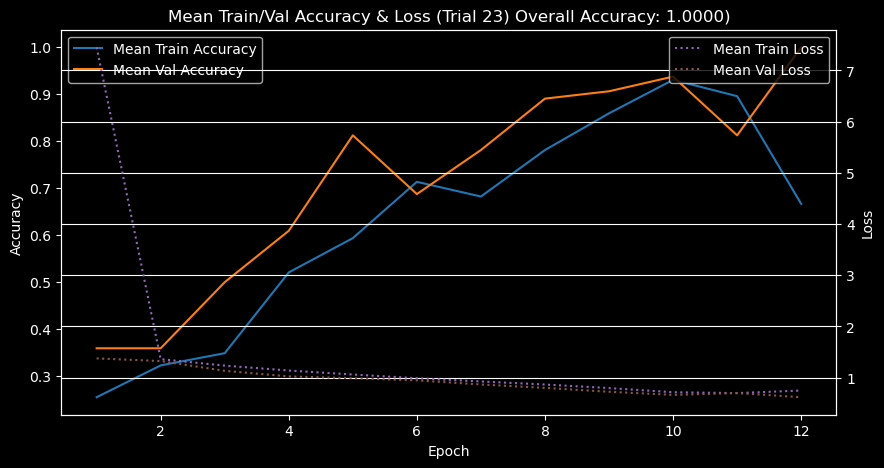 Mean Train/Val Accuracy & Loss (Trial 23) Overall Accuracy: 1.0000)
Mean Train Accuracy
Mean Val Accuracy
Mean Train Loss
Mean Val Loss
1.0
0.9
0.8
0.7
0.6
0.5
0.4
0.3
Accuracy
7
6
5
4
3
2
1
Loss
2 4 6 8 10 12
Epoch